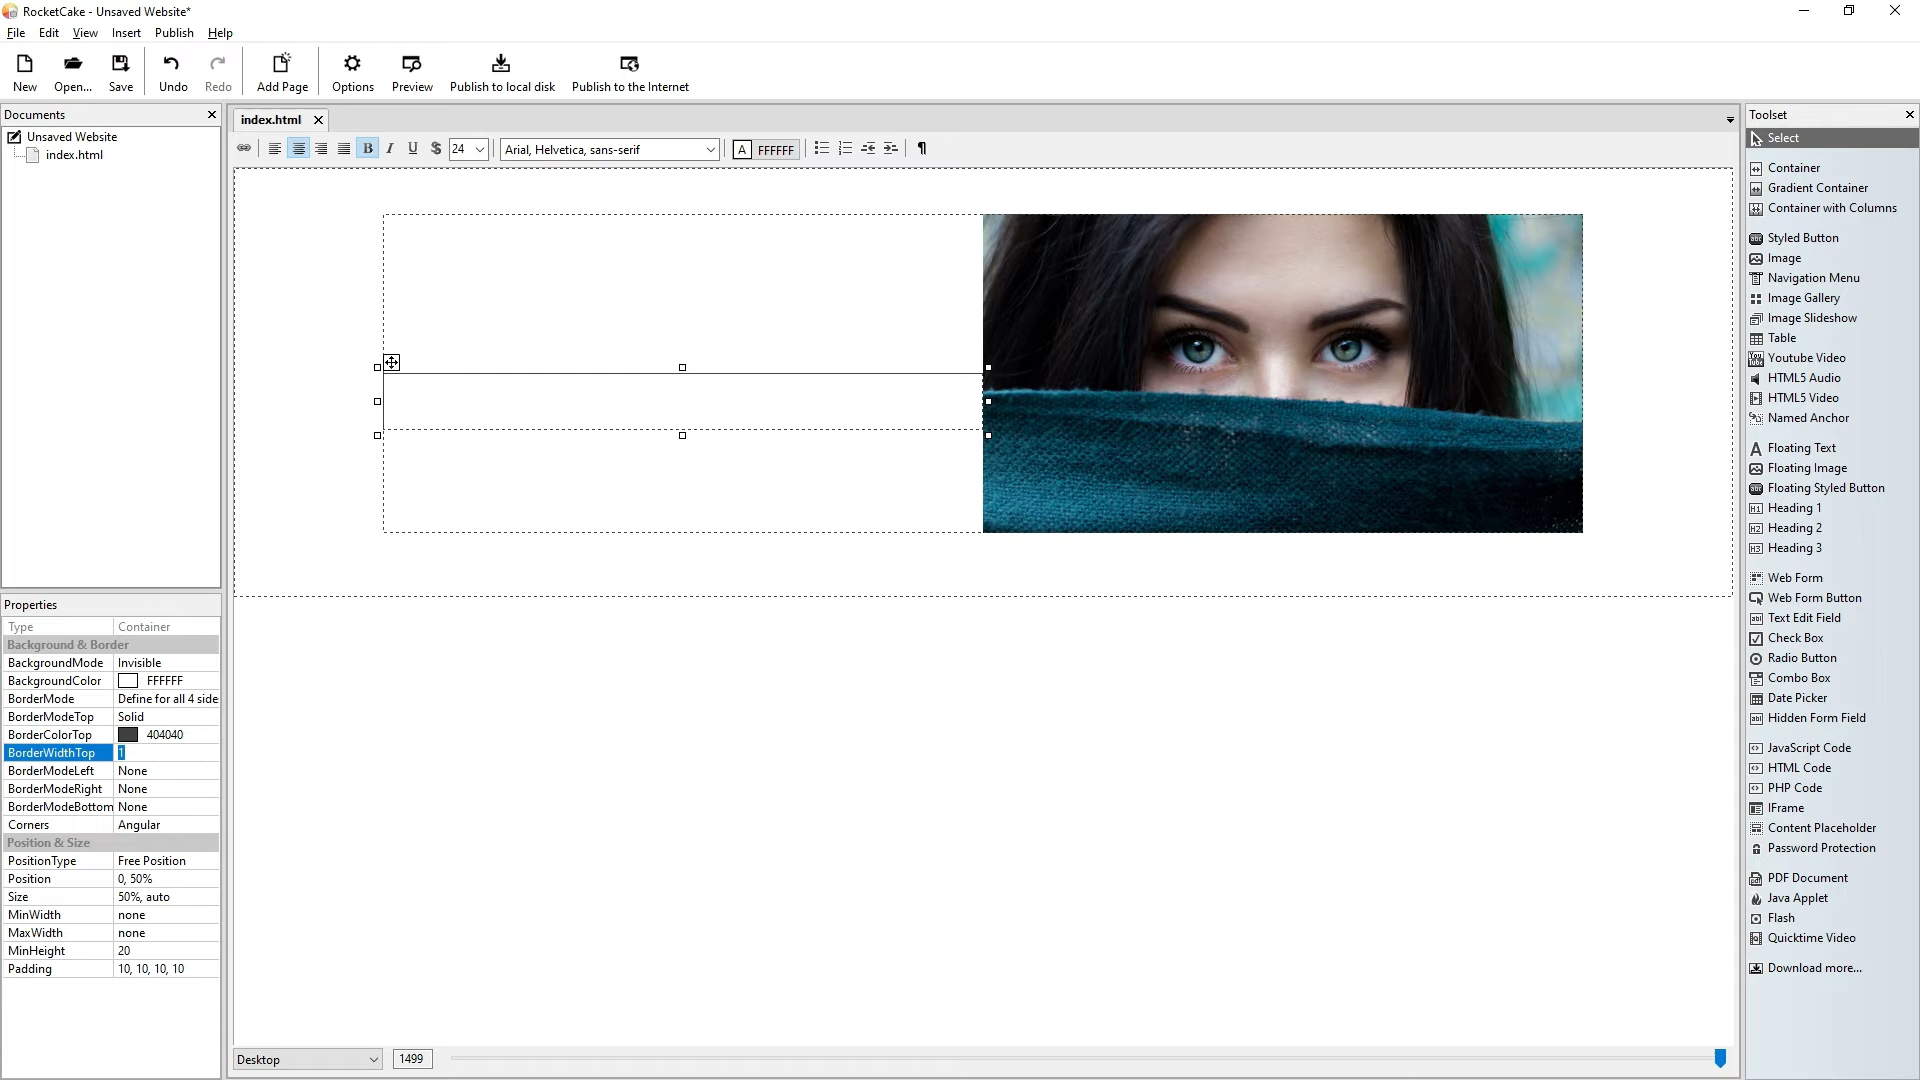 RocketCake - Unsaved Website*
File Edit View Insert Publish Help
New Open... Save Undo Redo Add Page Options Preview Publish to local disk Publish to the Internet
Documents
Unsaved Website
index.html
index.html
B I U $ 24 Arial, Helvetica, sans-serif A FFFFFF ¶
Properties
Type Container
Background & Border
BackgroundMode Invisible
BackgroundColor FFFFFF
BorderMode Define for all 4 side
BorderModeTop Solid
BorderColorTop 404040
BorderWidthTop 1
BorderModeLeft None
BorderModeRight None
BorderModeBottom None
Corners Angular
Position & Size
PositionType Free Position
Position 0, 50%
Size 50%, auto
MinWidth none
MaxWidth none
MinHeight 20
Padding 10, 10, 10, 10
Desktop 1499
Toolset
Select
Container
Gradient Container
Container with Columns
Styled Button
Image
Navigation Menu
Image Gallery
Image Slideshow
Table
Youtube Video
HTML5 Audio
HTML5 Video
Named Anchor
Floating Text
Floating Image
Floating Styled Button
Heading 1
Heading 2
Heading 3
Web Form
Web Form Button
Text Edit Field
Check Box
Radio Button
Combo Box
Date Picker
Hidden Form Field
JavaScript Code
HTML Code
PHP Code
IFrame
Content Placeholder
Password Protection
PDF Document
Java Applet
Flash
Quicktime Video
Download more...